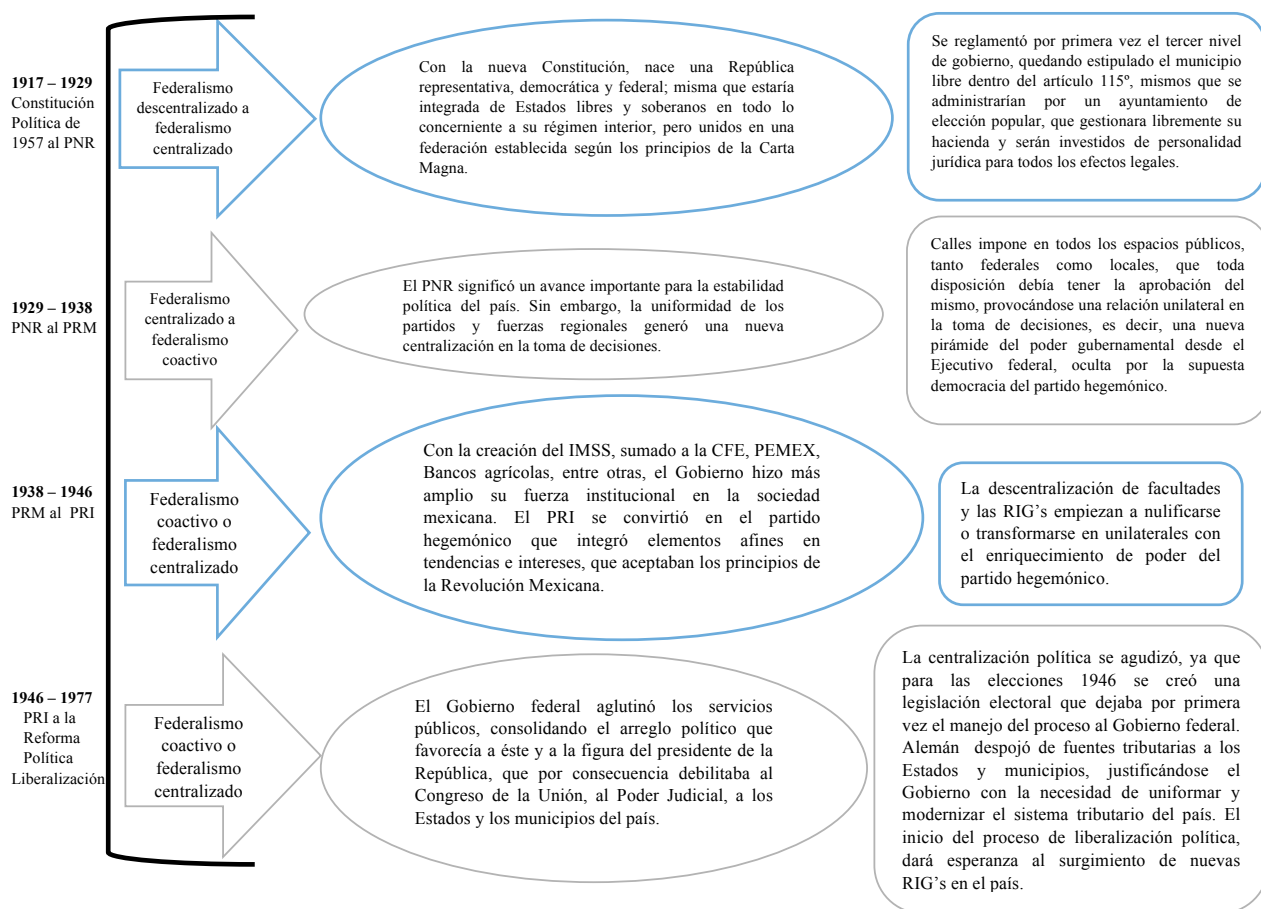 1917 – 1929
Constitución
Política de
1957 al PNR
Federalismo
descentralizado a
federalismo
centralizado
Con la nueva Constitución, nace una República
representativa, democrática y federal; misma que estaría
integrada de Estados libres y soberanos en todo lo
concerniente a su régimen interior, pero unidos en una
federación establecida según los principios de la Carta
Magna.
Se reglamentó por primera vez el tercer nivel
de gobierno, quedando estipulado el municipio
libre dentro del artículo 115º, mismos que se
administrarían por un ayuntamiento de
elección popular, que gestionara libremente su
hacienda y serán investidos de personalidad
jurídica para todos los efectos legales.
1929 – 1938
PNR al PRM
Federalismo
centralizado a
federalismo
coactivo
El PNR significó un avance importante para la estabilidad
política del país. Sin embargo, la uniformidad de los
partidos y fuerzas regionales generó una nueva
centralización en la toma de decisiones.
Calles impone en todos los espacios públicos,
tanto federales como locales, que toda
disposición debía tener la aprobación del
mismo, provocándose una relación unilateral en
la toma de decisiones, es decir, una nueva
pirámide del poder gubernamental desde el
Ejecutivo federal, oculta por la supuesta
democracia del partido hegemónico.
1938 – 1946
PRM al PRI
Federalismo
coactivo o
federalismo
centralizado
Con la creación del IMSS, sumado a la CFE, PEMEX,
Bancos agrícolas, entre otras, el Gobierno hizo más
amplio su fuerza institucional en la sociedad
mexicana. El PRI se convirtió en el partido
hegemónico que integró elementos afines en
tendencias e intereses, que aceptaban los principios de
la Revolución Mexicana.
La descentralización de facultades
y las RIG's empiezan a nulificarse
o transformarse en unilaterales con
el enriquecimiento de poder del
partido hegemónico.
1946 – 1977
PRI a la
Reforma
Política
Liberalización
Federalismo
coactivo o
federalismo
centralizado
El Gobierno federal aglutinó los servicios
públicos, consolidando el arreglo político que
favorecía a éste y a la figura del presidente de la
República, que por consecuencia debilitaba al
Congreso de la Unión, al Poder Judicial, a los
Estados y los municipios del país.
La centralización política se agudizó, ya que
para las elecciones 1946 se creó una
legislación electoral que dejaba por primera
vez el manejo del proceso al Gobierno federal.
Alemán despojó de fuentes tributarias a los
Estados y municipios, justificándose el
Gobierno con la necesidad de uniformar y
modernizar el sistema tributario del país. El
inicio del proceso de liberalización política,
dará esperanza al surgimiento de nuevas
RIG's en el país.